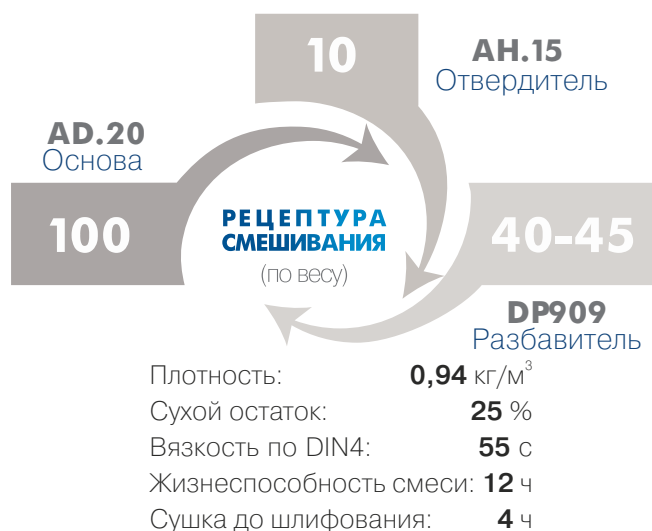 10
AH.15
Отвердитель
AD.20
Основа
100
РЕЦЕПТУРА
СМЕШИВАНИЯ
(по весу)
40-45
DP909
Разбавитель
Плотность: 0,94 кг/м³
Сухой остаток: 25 %
Вязкость по DIN4: 55 с
Жизнеспособность смеси: 12 ч
Сушка до шлифования: 4 ч